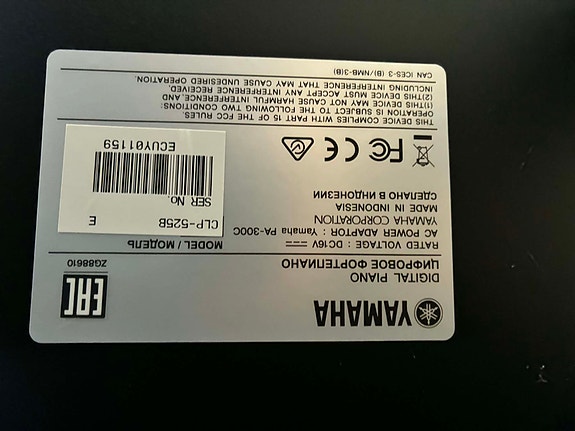 YAMAHA
DIGITAL PIANO
ЦИФРОВОЕ ФОРТЕПИАНО
EAC
ZG88610
RATED VOLTAGE : DC16V
AC POWER ADAPTOR : Yamaha PA-300C
YAMAHA CORPORATION
MADE IN INDONESIA
СДЕЛАНО В ИНДОНЕЗИИ
MODEL / МОДЕЛЬ
CLP-525B E
SER No.
ECUY01159
FC CE
THIS DEVICE COMPLIES WITH PART 15 OF THE FCC RULES.
OPERATION IS SUBJECT TO THE FOLLOWING TWO CONDITIONS:
(1)THIS DEVICE MAY NOT CAUSE HARMFUL INTERFERENCE,AND
(2)THIS DEVICE MUST ACCEPT ANY INTERFERENCE RECEIVED,
INCLUDING INTERFERENCE THAT MAY CAUSE UNDESIRED OPERATION.
CAN ICES-3 (B)/NMB-3(B)